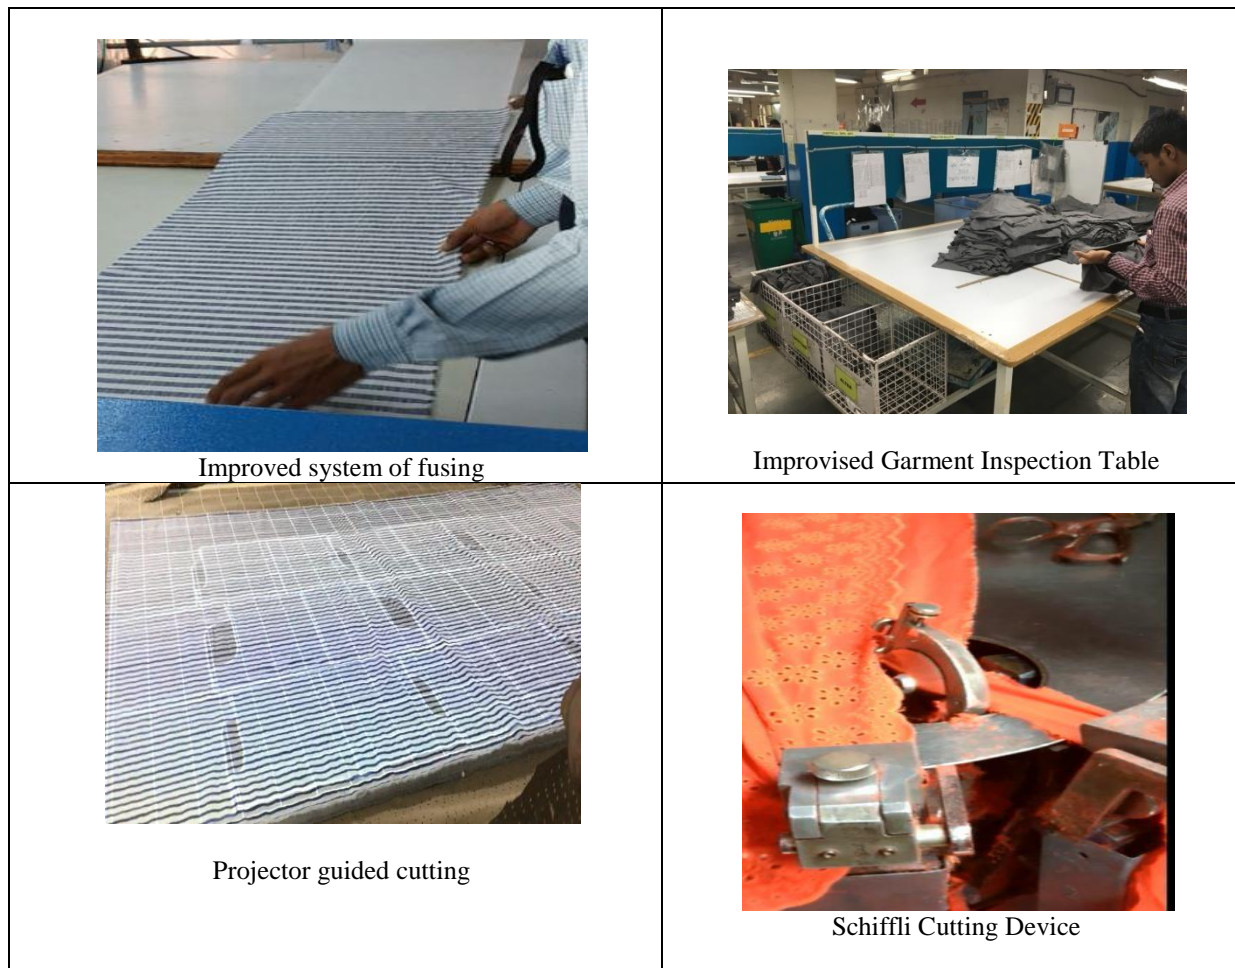 Improved system of fusing
Improvised Garment Inspection Table
Projector guided cutting
Schiffli Cutting Device